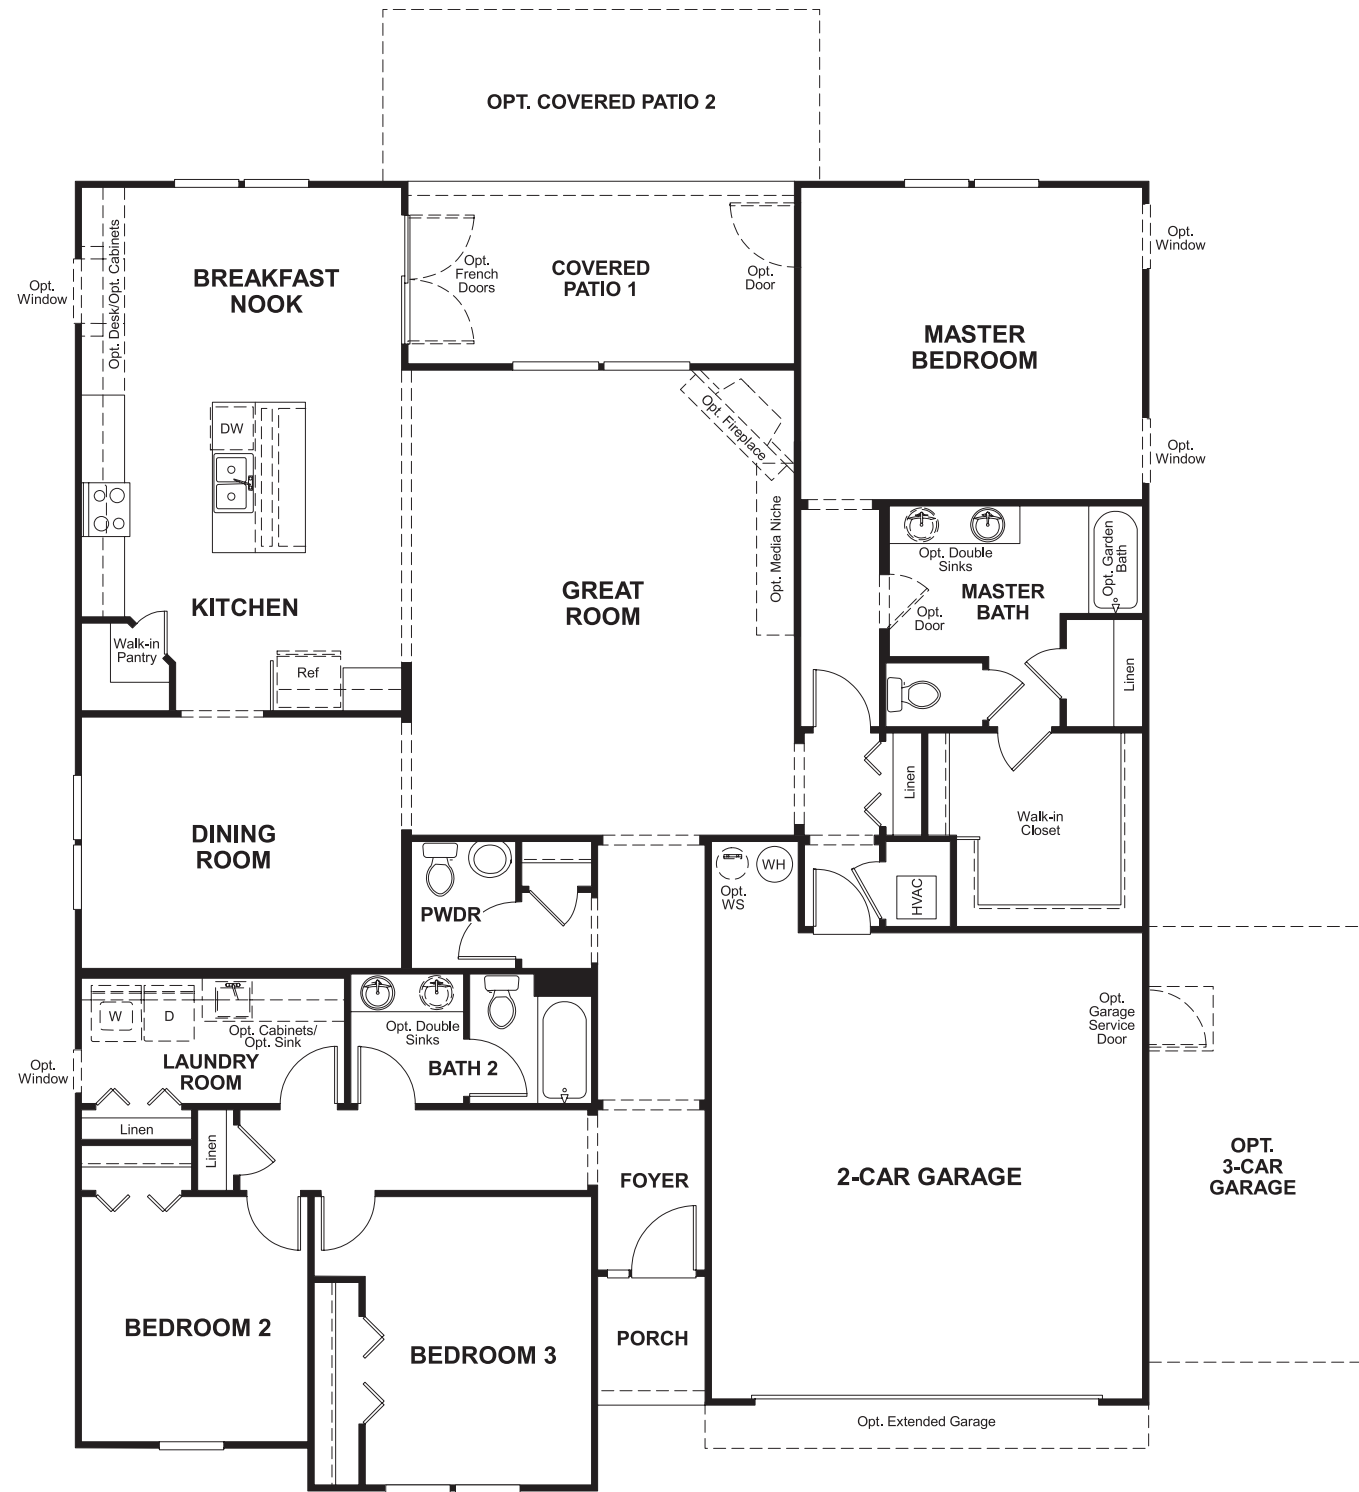 OPT. COVERED PATIO 2
Opt. Desk/Opt. Cabinets
BREAKFAST
NOOK
Opt.
French
Doors
COVERED
PATIO 1
Opt.
Door
Opt.
Window
Opt.
Window
MASTER
BEDROOM
Opt.
Window
Opt. Fireplace
DW
Opt. Media Niche
Opt. Double
Sinks
Opt. Garden
Bath
MASTER
BATH
Opt.
Door
GREAT
ROOM
KITCHEN
Walk-in
Pantry
Ref
Linen
Linen
Walk-in
Closet
DINING
ROOM
PWDR
Opt.
WS
WH
HVAC
W
D
Opt. Cabinets/
Opt. Sink
LAUNDRY
ROOM
Opt.
Window
Opt. Double
Sinks
BATH 2
Opt.
Garage
Service
Door
Linen
Linen
FOYER
2-CAR GARAGE
OPT.
3-CAR
GARAGE
BEDROOM 2
BEDROOM 3
PORCH
Opt. Extended Garage